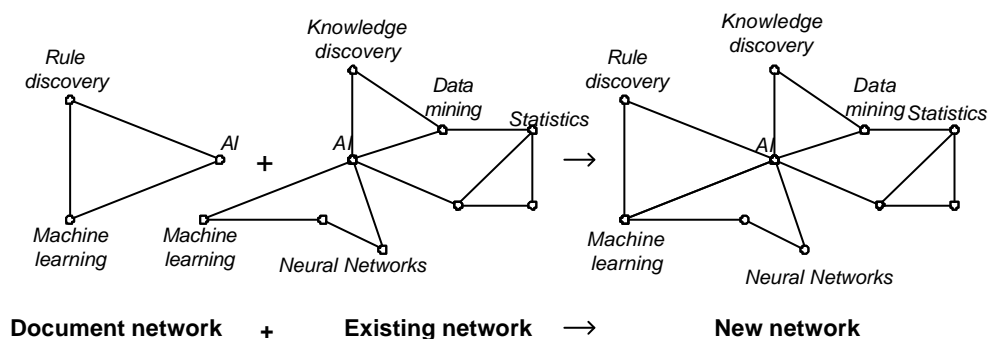 Rule
discovery
AI
Machine
learning
+
Knowledge
discovery
Data
mining
Statistics
AI
Machine
learning
Neural Networks
→
Knowledge
discovery
Rule
discovery
Data
mining
Statistics
AI
Machine
learning
Neural Networks
Document network + Existing network → New network